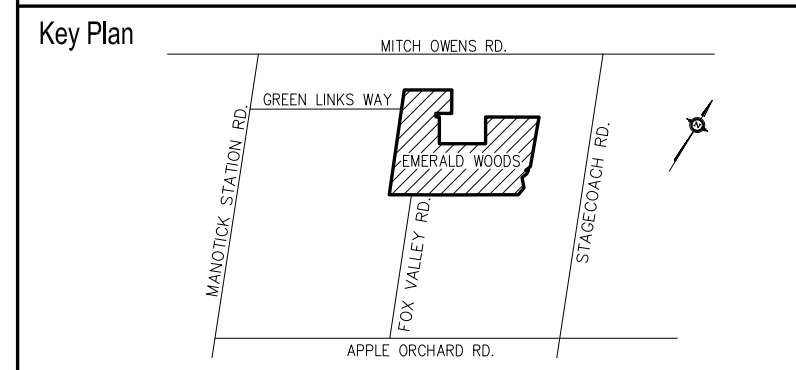 Key Plan
MITCH OWENS RD.
GREEN LINKS WAY
MANOTICK STATION RD.
EMERALD WOODS
STAGECOACH RD.
FOX VALLEY RD.
APPLE ORCHARD RD.
N